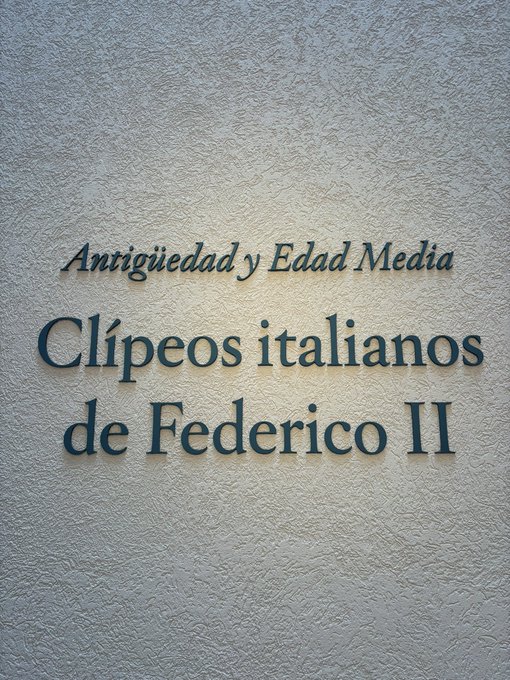 Antigüedad y Edad Media
Clípeos italianos
de Federico II